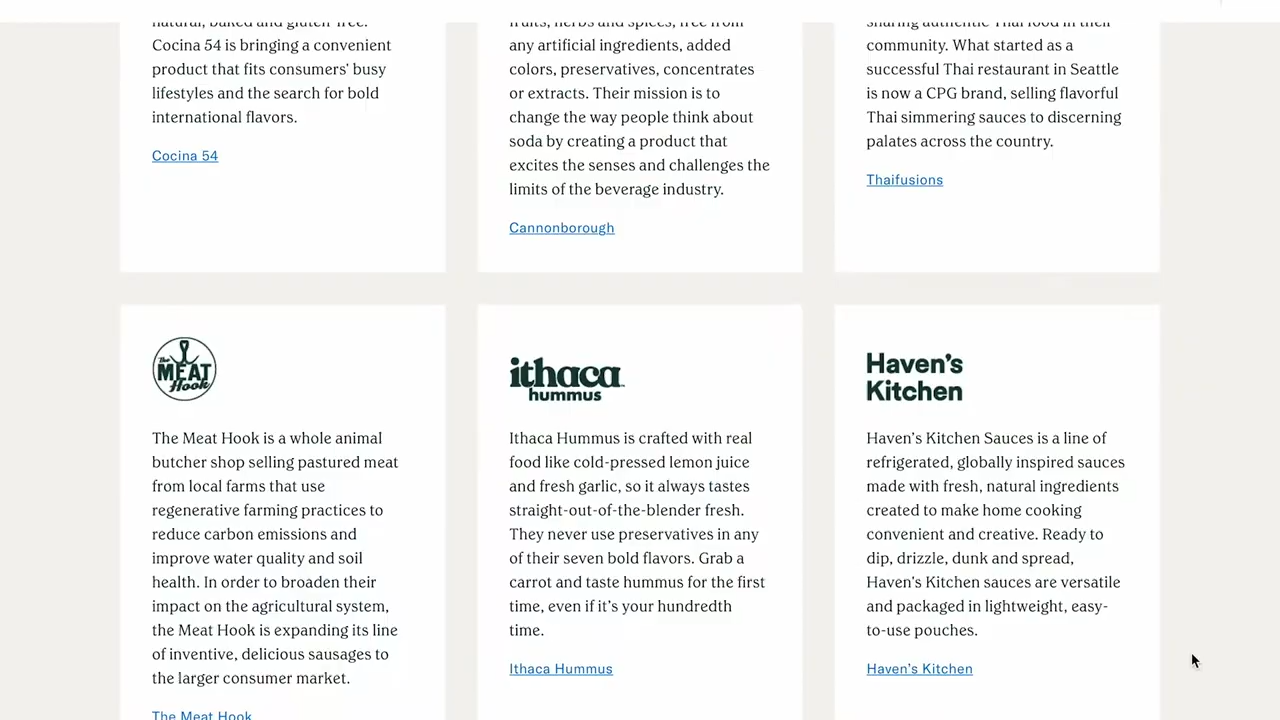 natural, baked and gluten-free.
Cocina 54 is bringing a convenient
product that fits consumers' busy
lifestyles and the search for bold
international flavors.
Cocina 54
fruits, herbs and spices, free from
any artificial ingredients, added
colors, preservatives, concentrates
or extracts. Their mission is to
change the way people think about
soda by creating a product that
excites the senses and challenges the
limits of the beverage industry.
Cannonborough
sharing authentic Thai food in their
community. What started as a
successful Thai restaurant in Seattle
is now a CPG brand, selling flavorful
Thai simmering sauces to discerning
palates across the country.
Thaifusions
The
MEAT
Hook
The Meat Hook is a whole animal
butcher shop selling pastured meat
from local farms that use
regenerative farming practices to
reduce carbon emissions and
improve water quality and soil
health. In order to broaden their
impact on the agricultural system,
the Meat Hook is expanding its line
of inventive, delicious sausages to
the larger consumer market.
The Meat Hook
ithaca
hummus
Ithaca Hummus is crafted with real
food like cold-pressed lemon juice
and fresh garlic, so it always tastes
straight-out-of-the-blender fresh.
They never use preservatives in any
of their seven bold flavors. Grab a
carrot and taste hummus for the first
time, even if it's your hundredth
time.
Ithaca Hummus
Haven's
Kitchen
Haven's Kitchen Sauces is a line of
refrigerated, globally inspired sauces
made with fresh, natural ingredients
created to make home cooking
convenient and creative. Ready to
dip, drizzle, dunk and spread,
Haven's Kitchen sauces are versatile
and packaged in lightweight, easy-
to-use pouches.
Haven's Kitchen